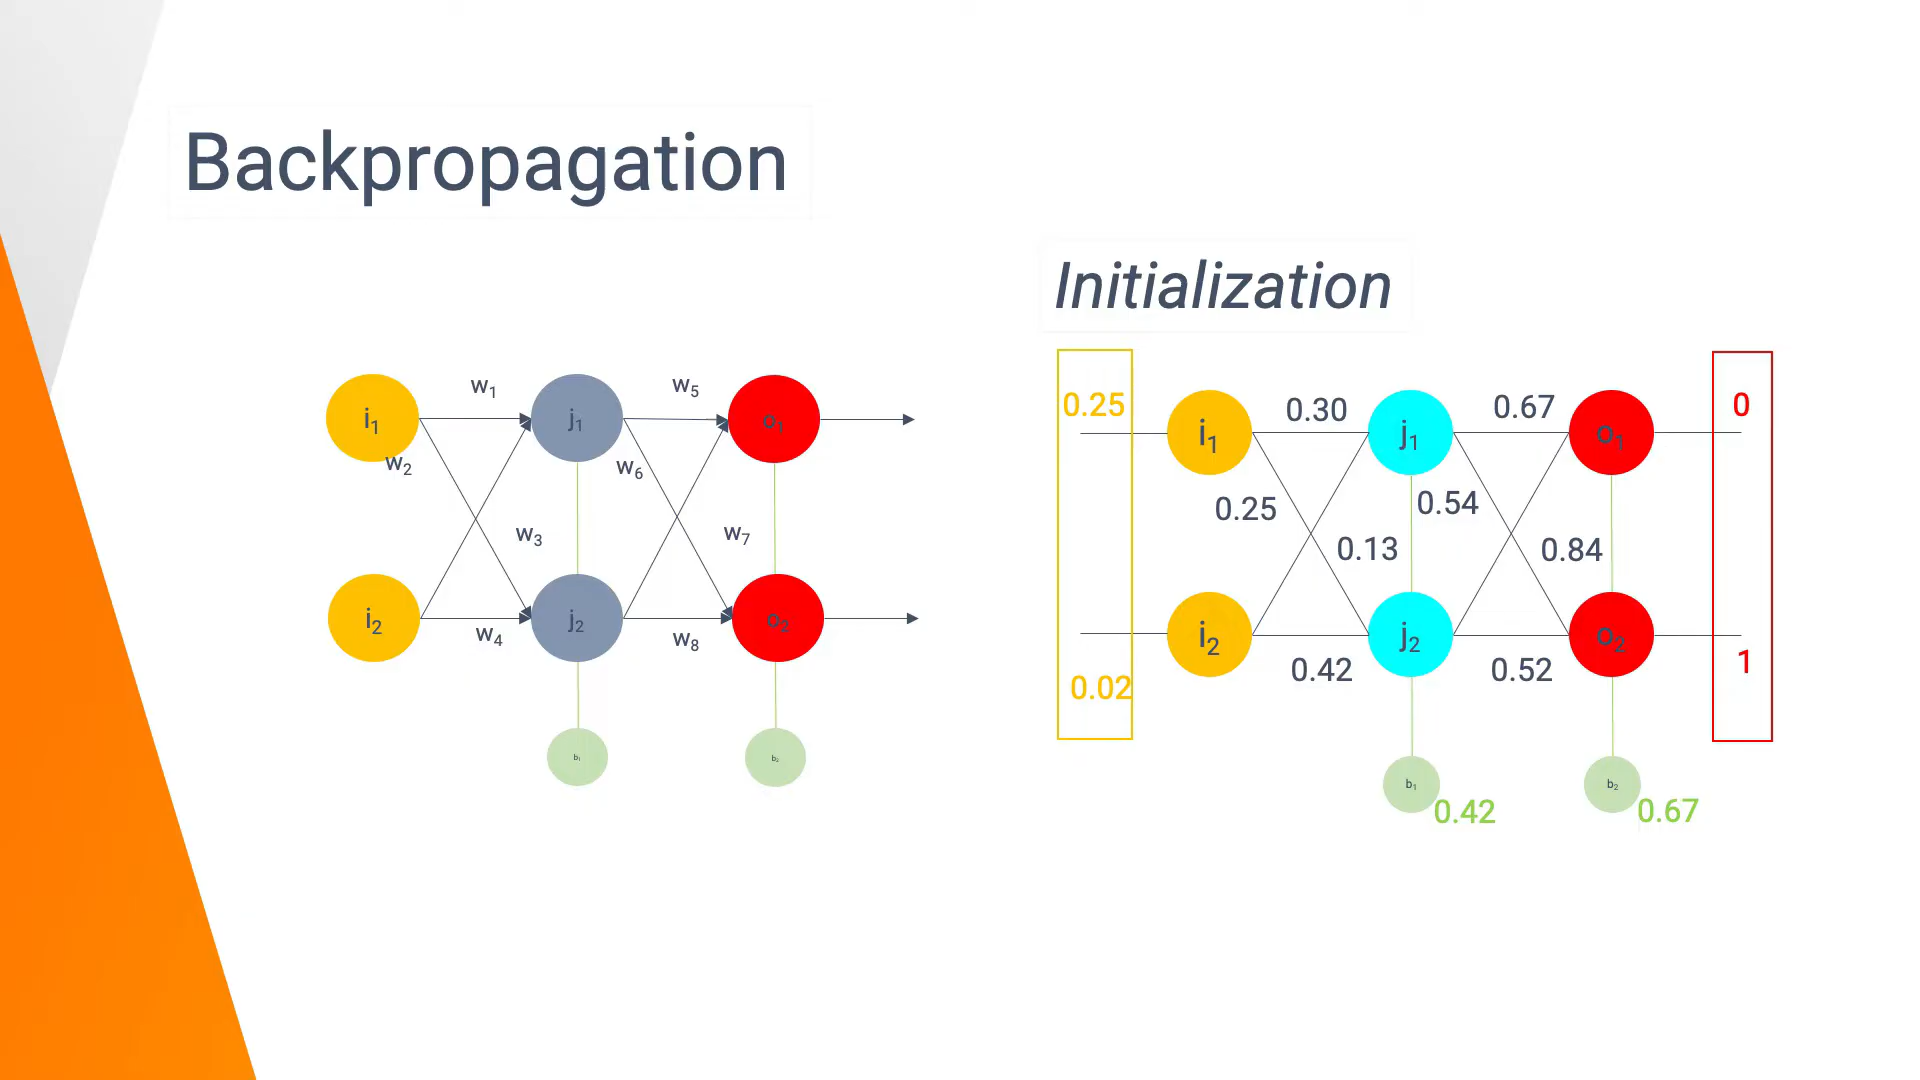 Backpropagation
w₁
w₅
i₁
j₁
o₁
w₂
w₆
w₃
w₇
i₂
j₂
o₂
w₄
w₈
b₁
b₂
Initialization
0.25
0.30
0.67
0
i₁
j₁
o₁
0.25
0.54
0.13
0.84
i₂
j₂
o₂
0.02
0.42
0.52
1
b₁
0.42
b₂
0.67